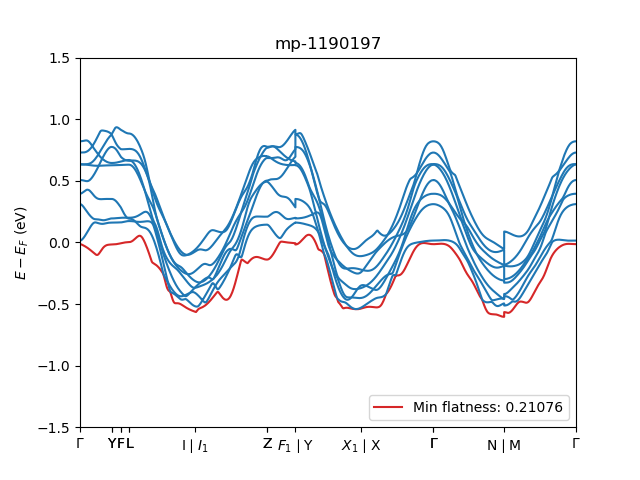 mp-1190197
E − E_F (eV)
1.5
1.0
0.5
0.0
−0.5
−1.0
−1.5
Min flatness: 0.21076
Γ Y F L I | I₁ Z F₁ | Y X₁ | X Γ N | M Γ